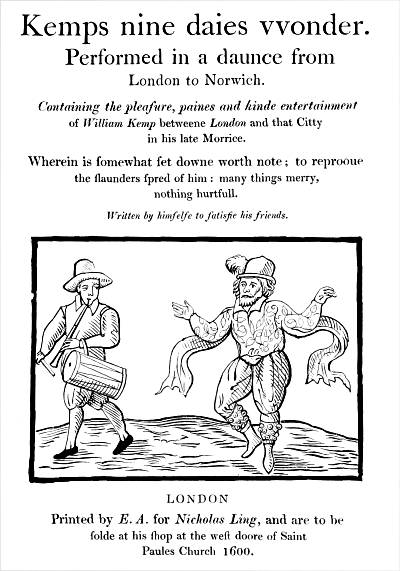 Kemps nine daies vvonder.
Performed in a daunce from
London to Norwich.
Containing the pleaſure, paines and kinde entertainment
of William Kemp betweene London and that Citty
in his late Morrice.
Wherein is ſomewhat ſet downe worth note; to reprooue
the ſlaunders ſpred of him: many things merry,
nothing hurtfull.
Written by himſelfe to ſatisfie his friends.
LONDON
Printed by E. A. for Nicholas Ling, and are to be
ſolde at his ſhop at the weſt doore of Saint
Paules Church 1600.